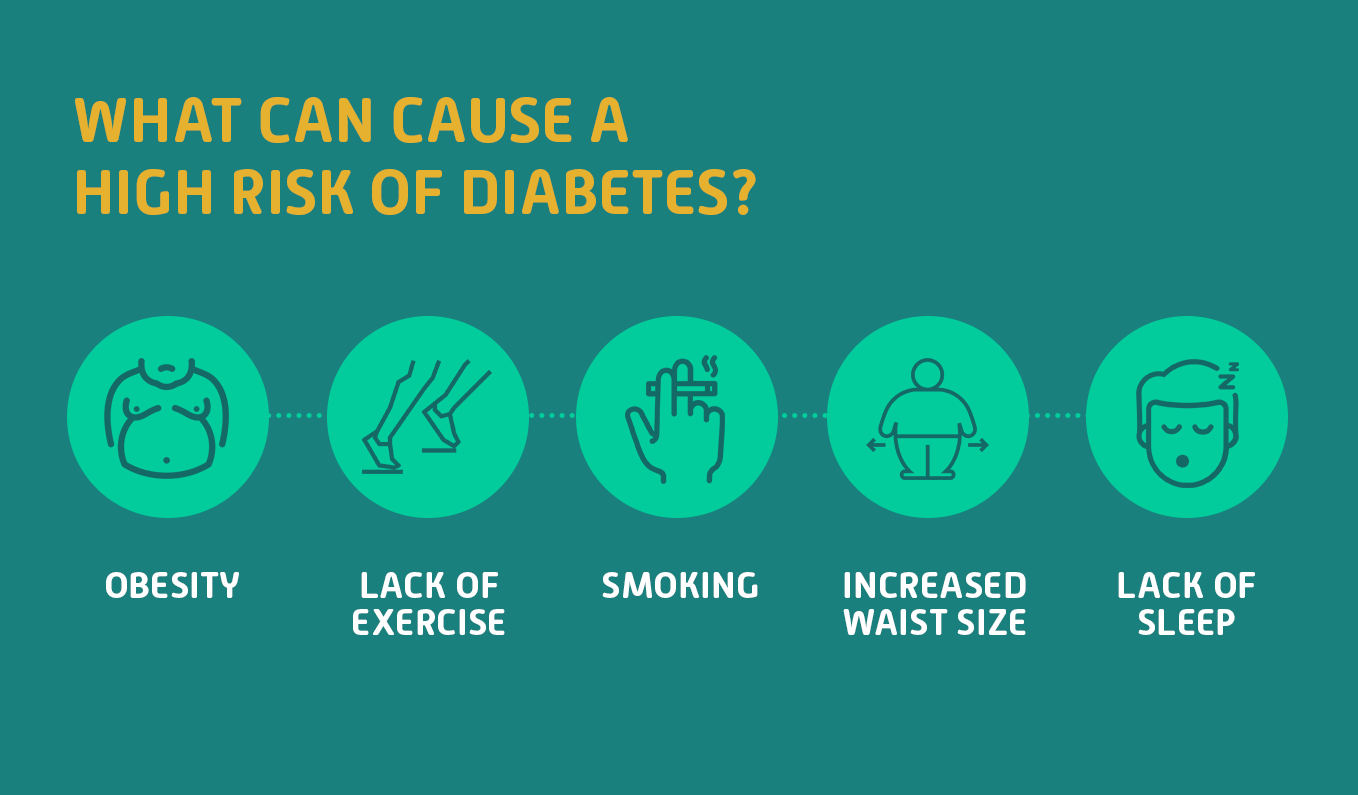 WHAT CAN CAUSE A
HIGH RISK OF DIABETES?
OBESITY
LACK OF
EXERCISE
SMOKING
INCREASED
WAIST SIZE
Z Z
LACK OF
SLEEP